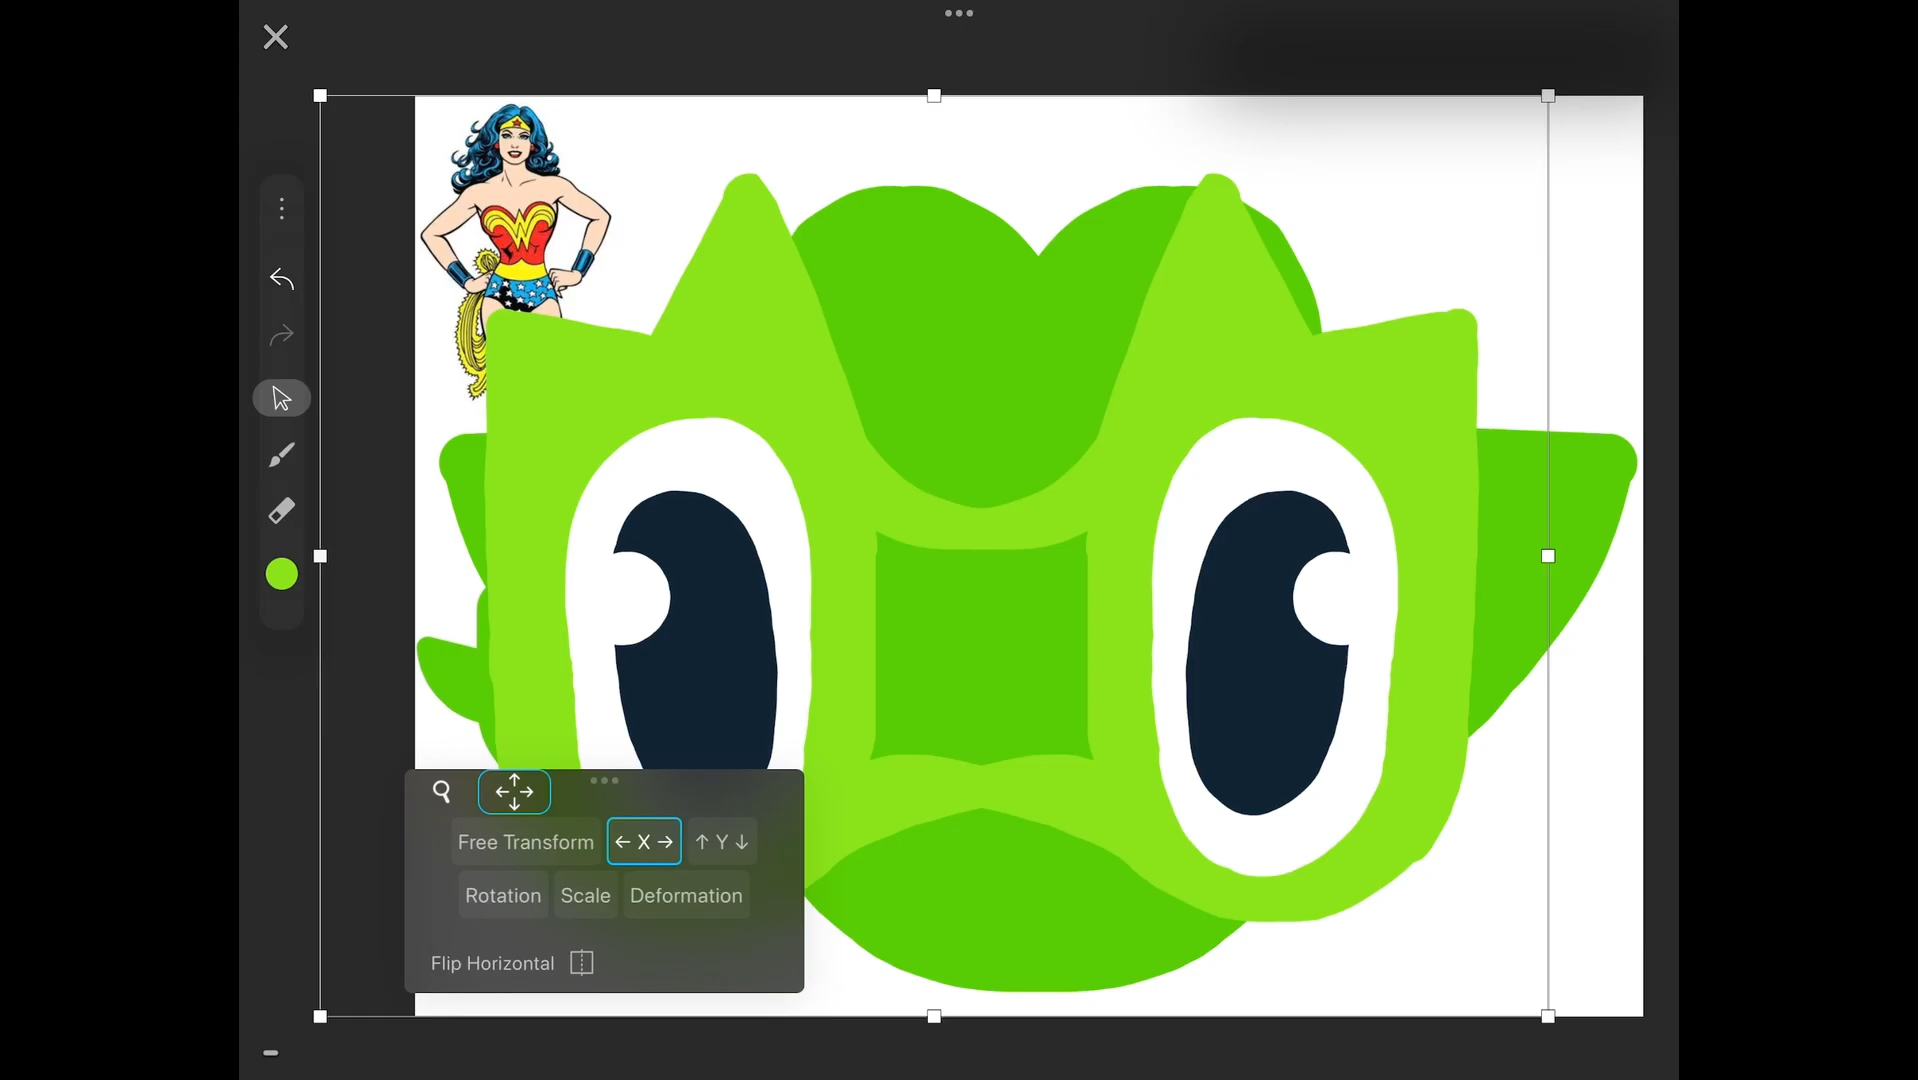 Free Transform ← X → ↑ Y ↓
Rotation Scale Deformation
Flip Horizontal